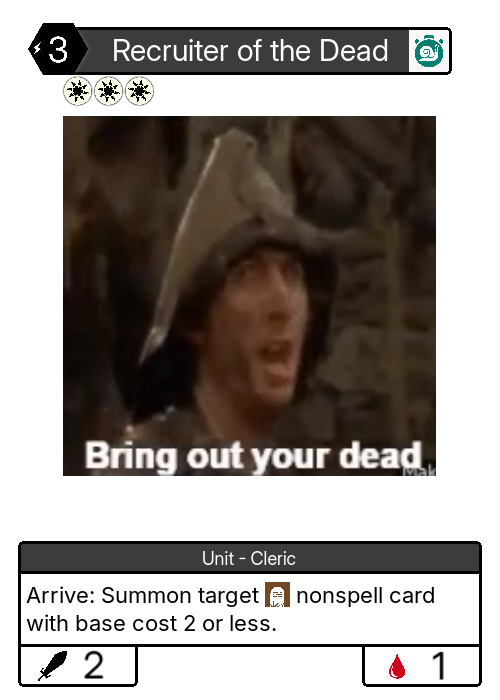 3 Recruiter of the Dead
Bring out your dead
Mak
Unit - Cleric
Arrive: Summon target nonspell card
with base cost 2 or less.
2 1